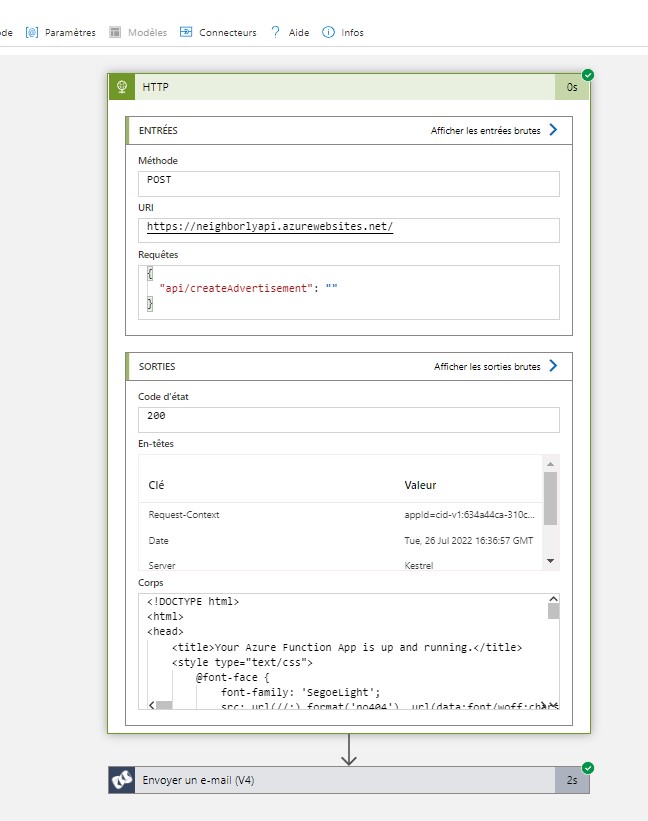 de Paramètres Modèles Connecteurs ? Aide Infos
HTTP 0s
ENTRÉES Afficher les entrées brutes
Méthode
POST
URI
https://neighborlyapi.azurewebsites.net/
Requêtes
{
"api/createAdvertisement": ""
}
SORTIES Afficher les sorties brutes
Code d'état
200
En-têtes
Clé Valeur
Request-Context appId=cid-v1:634a44ca-310c...
Date Tue, 26 Jul 2022 16:36:57 GMT
Server Kestrel
Corps
<!DOCTYPE html>
<html>
<head>
<title>Your Azure Function App is up and running.</title>
<style type="text/css">
@font-face {
font-family: 'SegoeLight';
src: url(//:) format('no404'), url(data:font/woff;chars
Envoyer un e-mail (V4) 2s